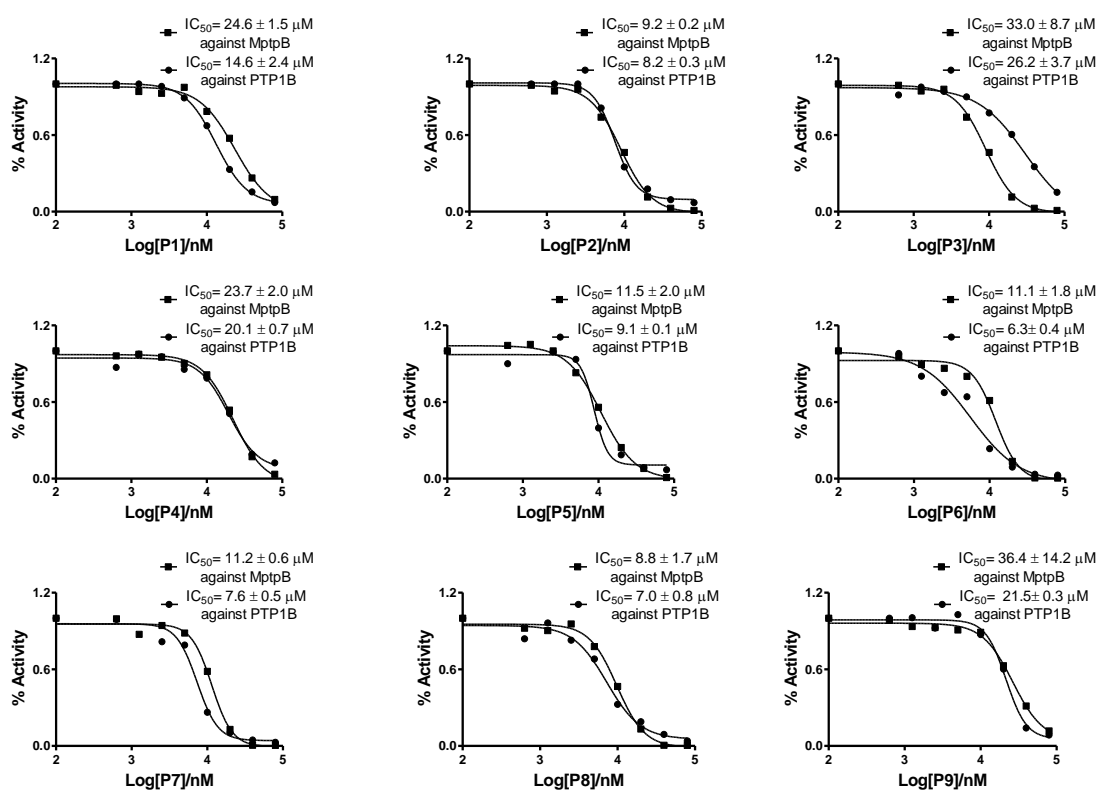 IC50= 24.6 ± 1.5 μM
against MptpB
IC50= 14.6 ± 2.4 μM
against PTP1B
1.2
0.6
0.0
% Activity
2 3 4 5
Log[P1]/nM
IC50= 9.2 ± 0.2 μM
against MptpB
IC50= 8.2 ± 0.3 μM
against PTP1B
1.2
0.6
0.0
% Activity
2 3 4 5
Log[P2]/nM
IC50= 33.0 ± 8.7 μM
against MptpB
IC50= 26.2 ± 3.7 μM
against PTP1B
1.2
0.6
0.0
% Activity
2 3 4 5
Log[P3]/nM
IC50= 23.7 ± 2.0 μM
against MptpB
IC50= 20.1 ± 0.7 μM
against PTP1B
1.2
0.6
0.0
% Activity
2 3 4 5
Log[P4]/nM
IC50= 11.5 ± 2.0 μM
against MptpB
IC50= 9.1 ± 0.1 μM
against PTP1B
1.2
0.6
0.0
% Activity
2 3 4 5
Log[P5]/nM
IC50= 11.1 ± 1.8 μM
against MptpB
IC50= 6.3± 0.4 μM
against PTP1B
1.2
0.6
0.0
% Activity
2 3 4 5
Log[P6]/nM
IC50= 11.2 ± 0.6 μM
against MptpB
IC50= 7.6 ± 0.5 μM
against PTP1B
1.2
0.6
0.0
% Activity
2 3 4 5
Log[P7]/nM
IC50= 8.8 ± 1.7 μM
against MptpB
IC50= 7.0 ± 0.8 μM
against PTP1B
1.2
0.6
0.0
% Activity
2 3 4 5
Log[P8]/nM
IC50= 36.4 ± 14.2 μM
against MptpB
IC50= 21.5± 0.3 μM
against PTP1B
1.2
0.6
0.0
% Activity
2 3 4 5
Log[P9]/nM